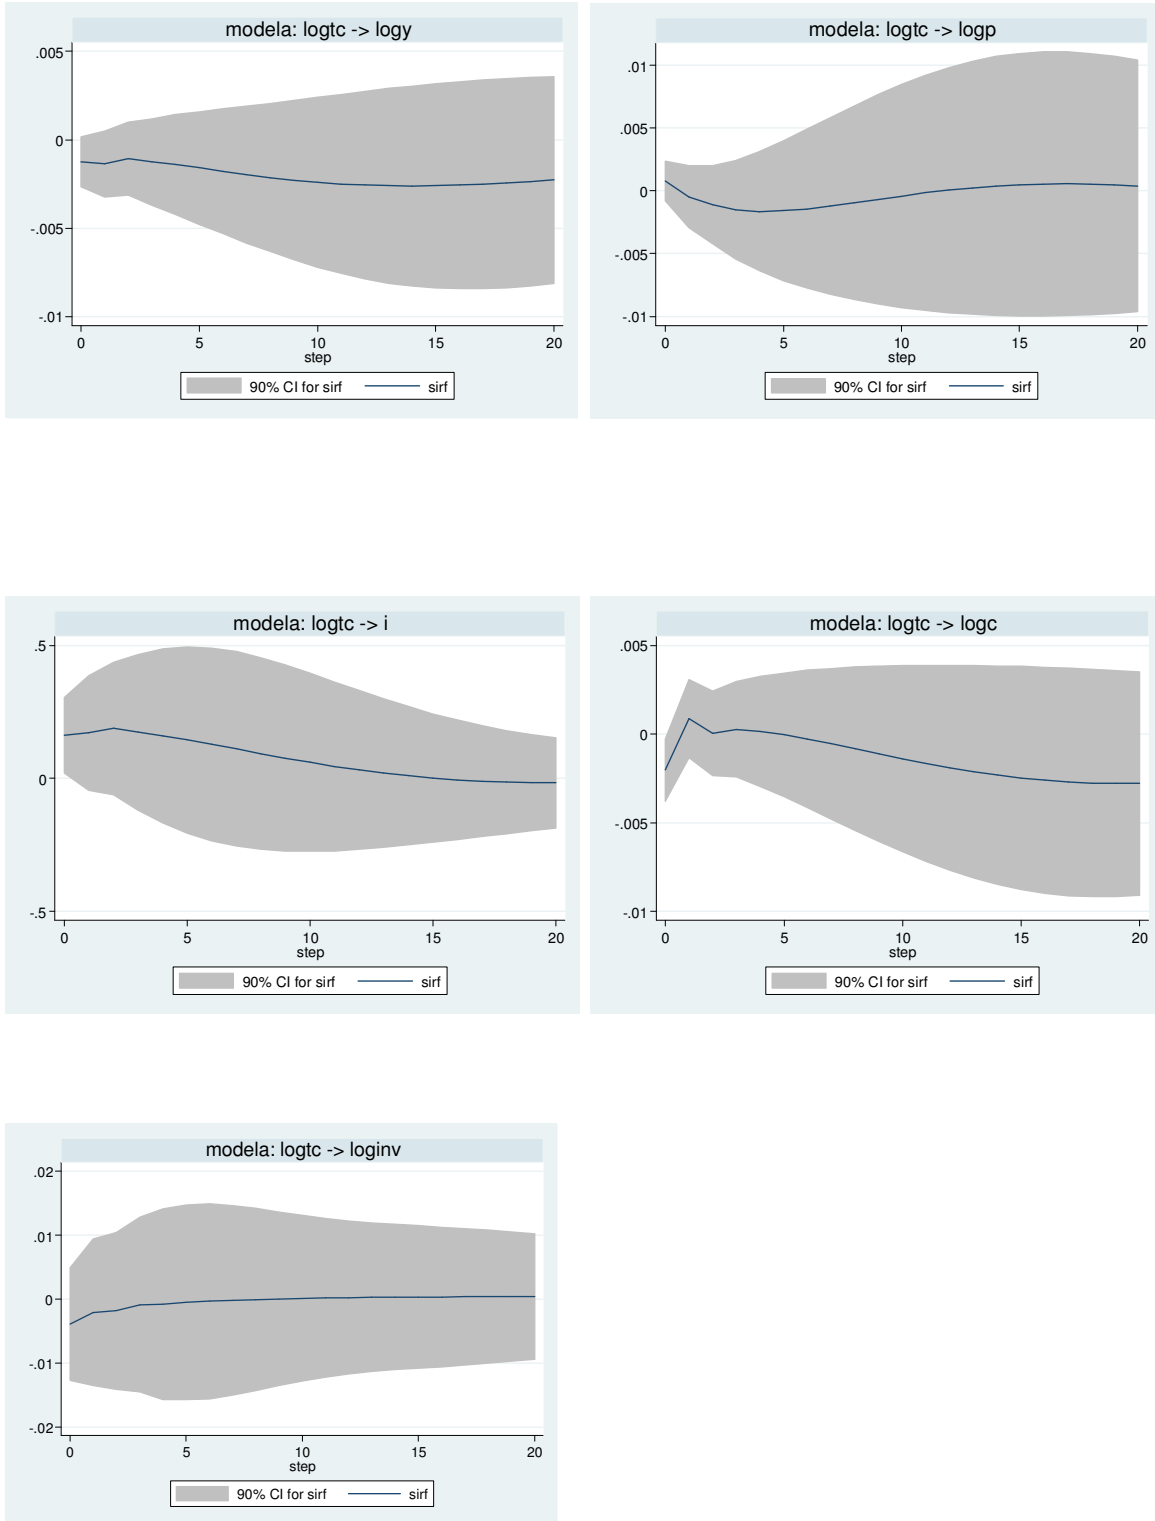 modela: logtc -> logy
.005
0
-.005
-.01
0 5 10 15 20
step
90% CI for sirf sirf
modela: logtc -> logp
.01
.005
0
-.005
-.01
0 5 10 15 20
step
90% CI for sirf sirf
modela: logtc -> i
.5
0
-.5
0 5 10 15 20
step
90% CI for sirf sirf
modela: logtc -> logc
.005
0
-.005
-.01
0 5 10 15 20
step
90% CI for sirf sirf
modela: logtc -> loginv
.02
.01
0
-.01
-.02
0 5 10 15 20
step
90% CI for sirf sirf